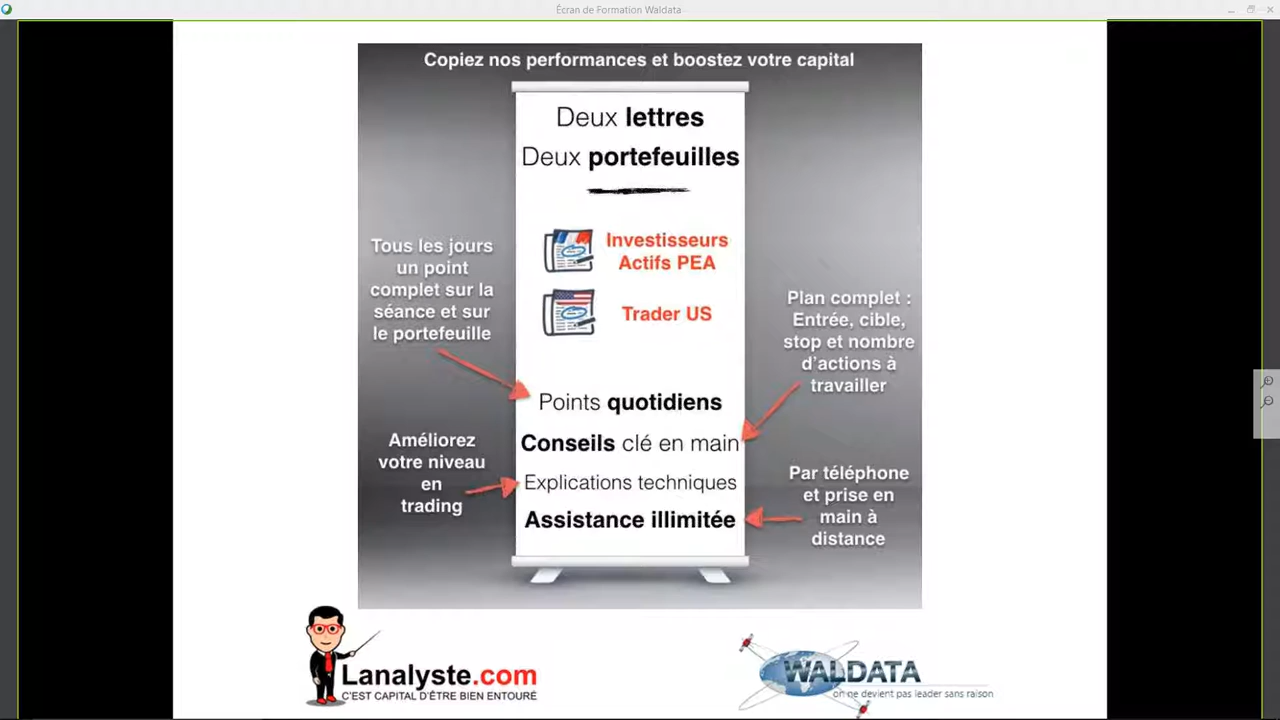 Écran de Formation Waldata
Copiez nos performances et boostez votre capital
Deux lettres
Deux portefeuilles
Investisseurs
Actifs PEA
Trader US
Tous les jours
un point
complet sur la
séance et sur
le portefeuille
Plan complet :
Entrée, cible,
stop et nombre
d'actions à
travailler
Points quotidiens
Conseils clé en main
Explications techniques
Assistance illimitée
Améliorez
votre niveau
en
trading
Par téléphone
et prise en
main à
distance
Lanalyste.com
C'EST CAPITAL D'ÊTRE BIEN ENTOURÉ
WALDATA
on ne devient pas leader sans raison